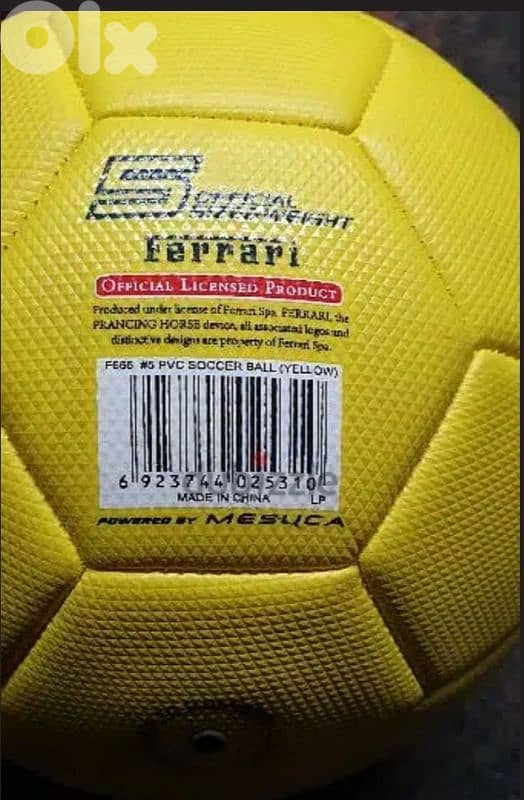 Olx
5 OFFICIAL
SIZE&WEIGHT
Ferrari
OFFICIAL LICENSED PRODUCT
Produced under license of Ferrari Spa. FERRARI, the
PRANCING HORSE device, all associated logos and
distinctive designs are property of Ferrari Spa.
F666 #5 PVC SOCCER BALL (YELLOW)
6 923744 025310
MADE IN CHINA LP
POWERED BY MESUCA